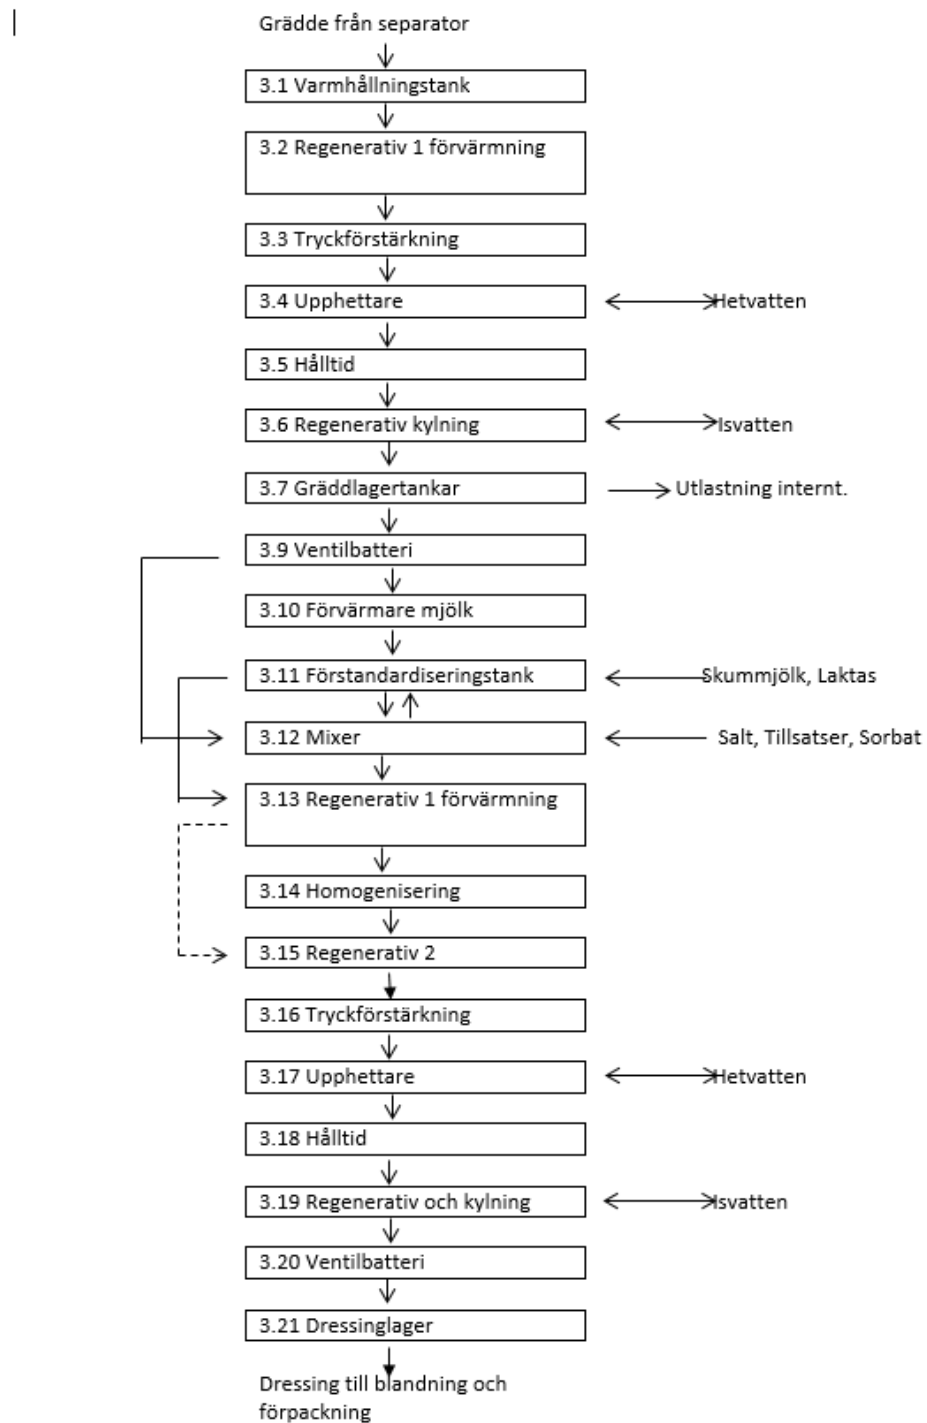 Grädde från separator
3.1 Varmhållningstank
3.2 Regenerativ 1 förvärmning
3.3 Tryckförstärkning
3.4 Upphettare
Hetvatten
3.5 Hålltid
3.6 Regenerativ kylning
Isvatten
3.7 Gräddlagertankar
Utlastning internt.
3.9 Ventilbatteri
3.10 Förvärmare mjölk
3.11 Förstandardiseringstank
Skummjölk, Laktas
3.12 Mixer
Salt, Tillsatser, Sorbat
3.13 Regenerativ 1 förvärmning
3.14 Homogenisering
3.15 Regenerativ 2
3.16 Tryckförstärkning
3.17 Upphettare
Hetvatten
3.18 Hålltid
3.19 Regenerativ och kylning
Isvatten
3.20 Ventilbatteri
3.21 Dressinglager
Dressing till blandning och
förpackning